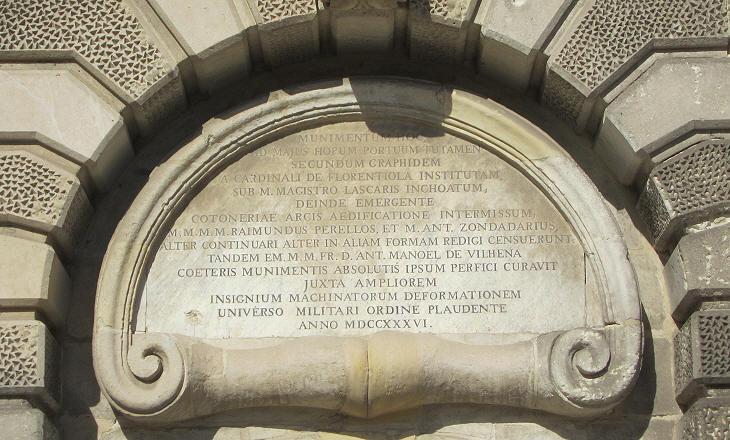 MUNIMENTUM HOC
AD MAJUS HORUM PORTUUM TUTAMEN
SECUNDUM GRAPHIDEM
A CARDINALI DE FLORENTIOLA INSTITUTAM,
SUB M. MAGISTRO LASCARIS INCHOATUM,
DEINDE EMERGENTE
COTONERIAE ARCIS AEDIFICATIONE INTERMISSUM,
M. M. M. M. RAIMUNDUS PERELLOS, ET M. ANT. ZONDADARIUS,
ALTER CONTINUARI ALTER IN ALIAM FORMAM REDIGI CENSUERUNT.
TANDEM EM. M. M. FR. D. ANT. MANOEL DE VILHENA
COETERIS MUNIMENTIS ABSOLUTIS IPSUM PERFICI CURAVIT
JUXTA AMPLIOREM
INSIGNIUM MACHINATORUM DEFORMATIONEM
UNIVERSO MILITARI ORDINE PLAUDENTE
ANNO MDCCXXXVI.